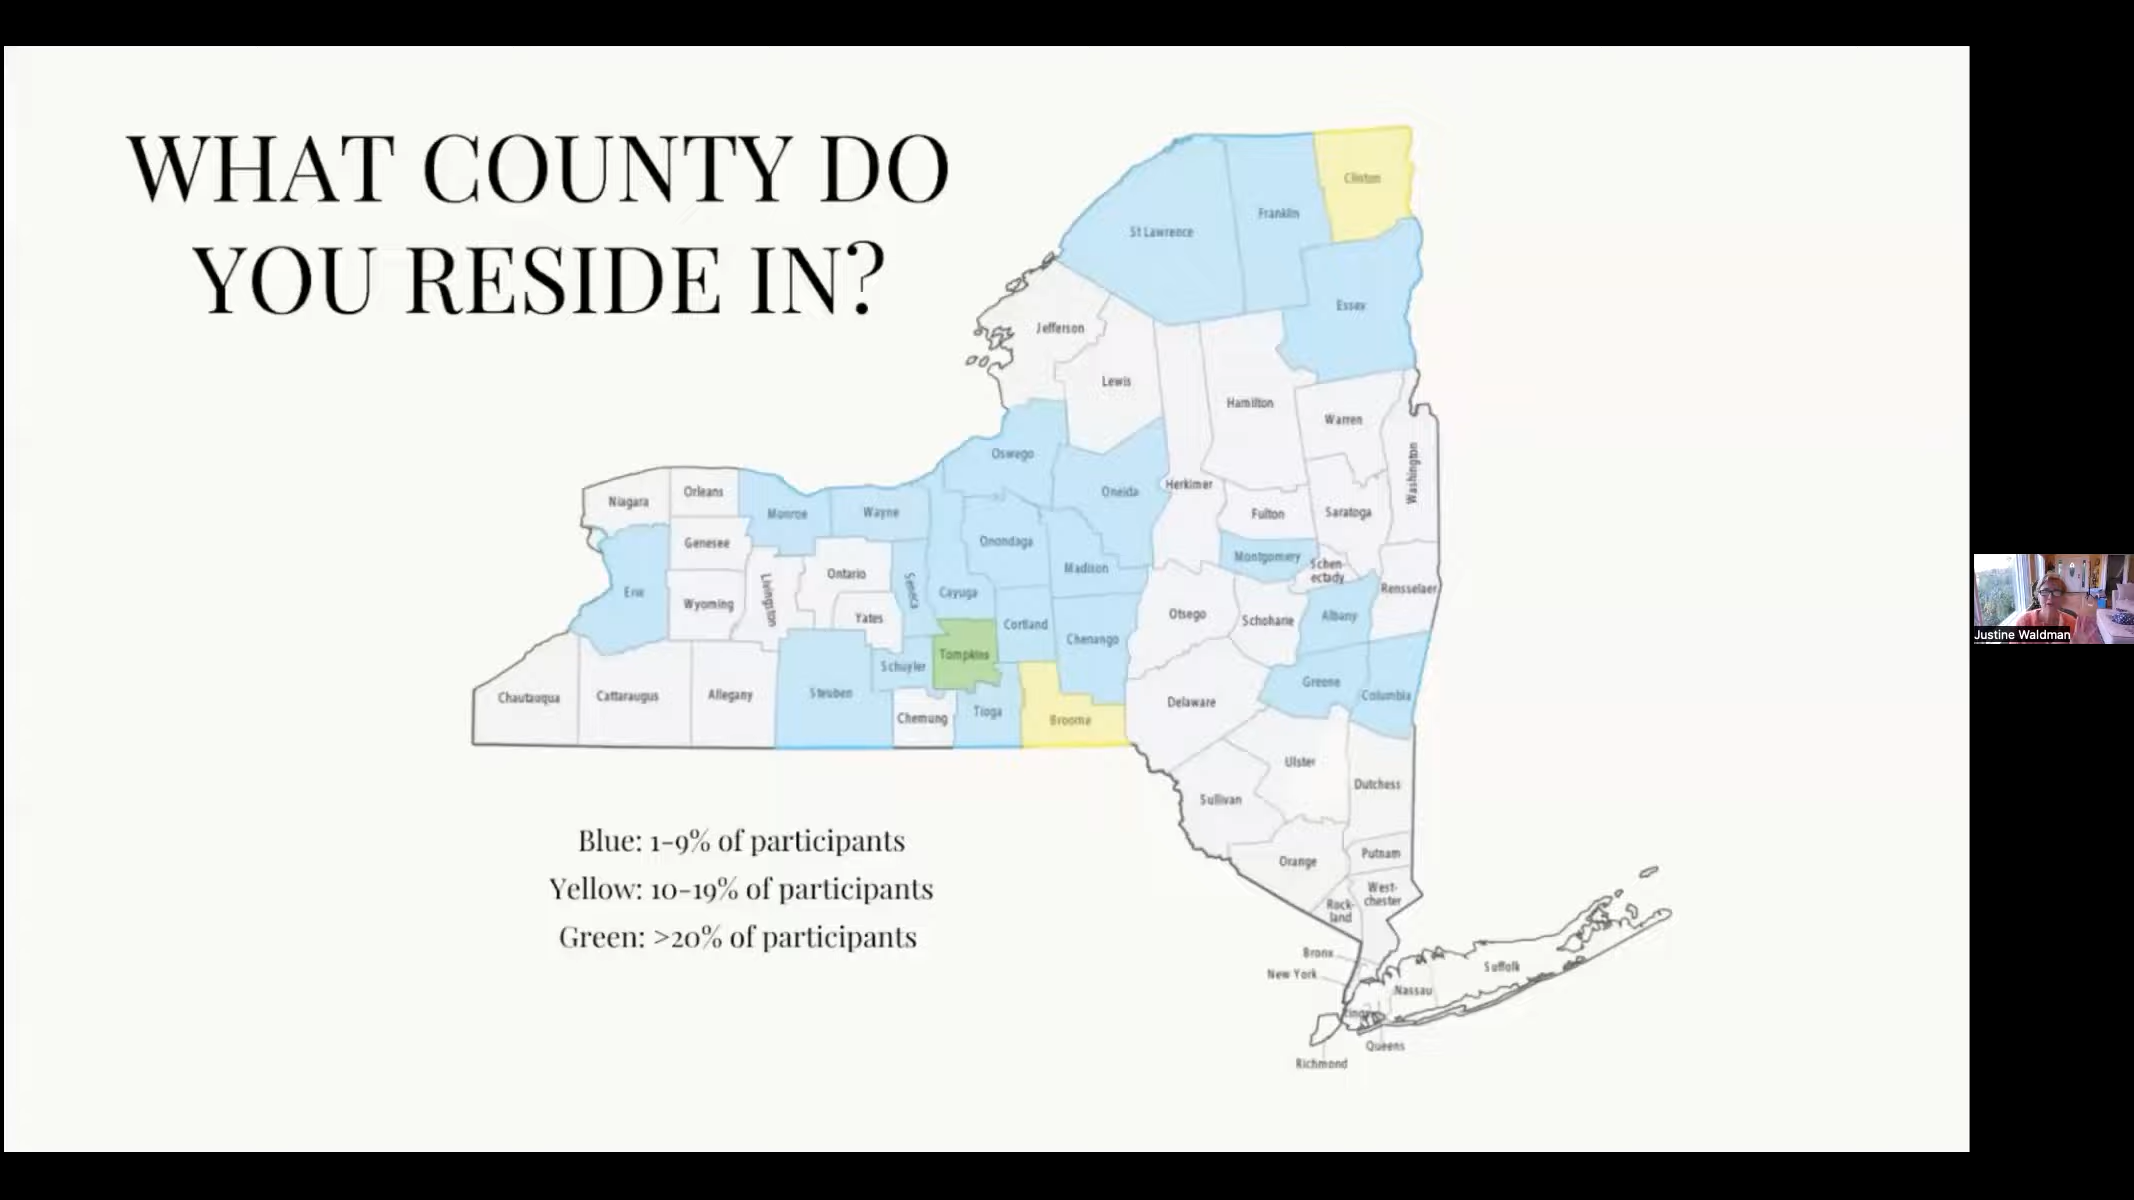 WHAT COUNTY DO
YOU RESIDE IN?
Clinton
Franklin
St Lawrence
Essex
Jefferson
Lewis
Hamilton
Warren
Washington
Oswego
Oneida
Herkimer
Niagara
Orleans
Monroe
Wayne
Fulton
Saratoga
Genesee
Onondaga
Montgomery
Schen-
ectady
Madison
Ontario
Livingston
Seneca
Erie
Cayuga
Rensselaer
Wyoming
Yates
Cortland
Otsego
Schoharie
Albany
Chenango
Tompkins
Schuyler
Chautauqua
Cattaraugus
Allegany
Steuben
Greene
Columbia
Delaware
Chemung
Tioga
Broome
Ulster
Dutchess
Sullivan
Orange
Putnam
West-
chester
Rock-
land
Bronx
New York
Suffolk
Nassau
Queens
Richmond
Blue: 1-9% of participants
Yellow: 10-19% of participants
Green: >20% of participants
Justine Waldman